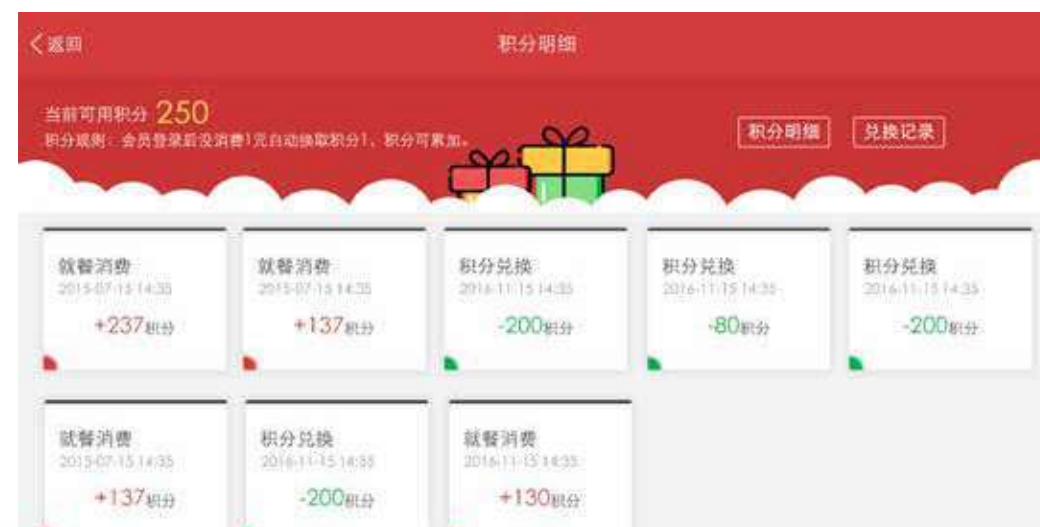 返回
积分明细
当前可用积分 250
积分规则：会员登录后没消费1元自动换取积分1、积分可累加。
积分明细
兑换记录
就餐消费
2015-07-15 14:35
+237积分
就餐消费
2015-07-15 14:35
+137积分
积分兑换
2016-11-15 14:35
-200积分
积分兑换
2016-11-15 14:35
-80积分
积分兑换
2016-11-15 14:35
-200积分
就餐消费
2015-07-15 14:35
+137积分
积分兑换
2016-11-15 14:35
-200积分
就餐消费
2016-11-15 14:35
+130积分